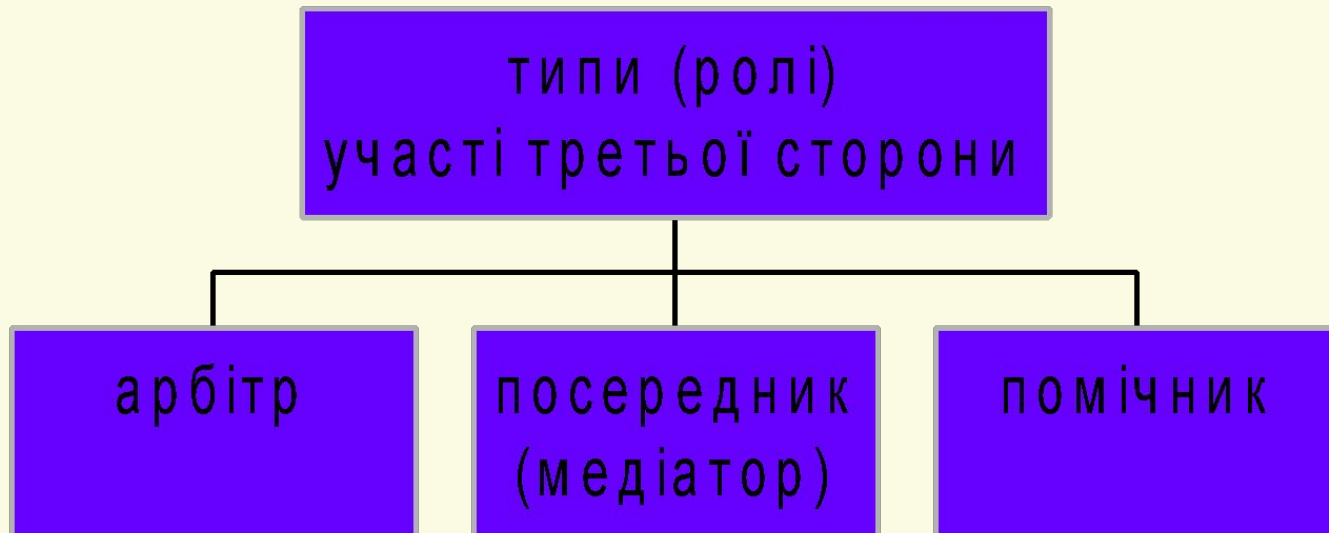 типи (ролі)
участі третьої сторони
арбітр
посередник
(медіатор)
помічник